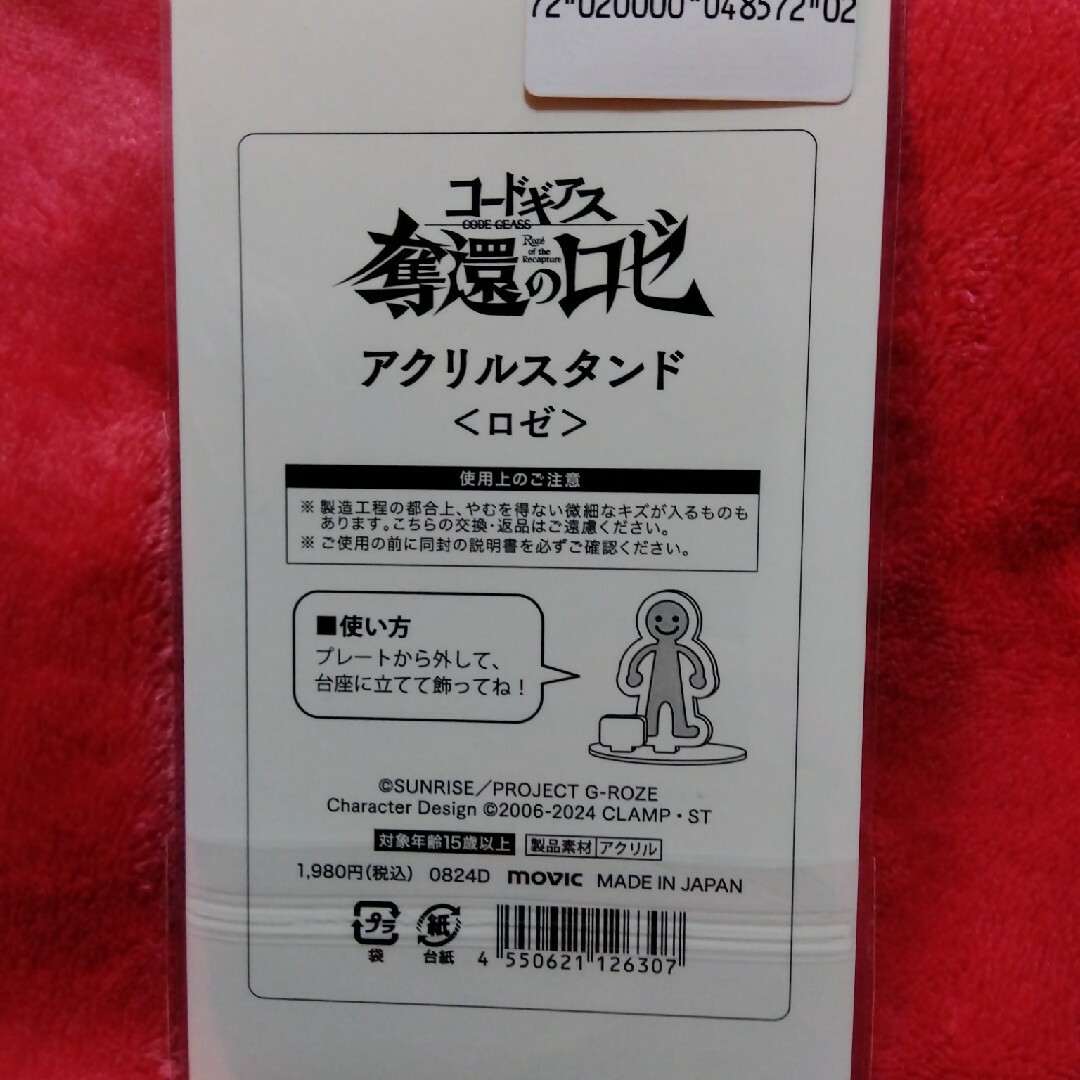 72"020000"048572"02
コードギアス
CODE GEASS
奪還のロゼ
Rozé
of the
Recapture
アクリルスタンド
＜ロゼ＞
使用上のご注意
※ 製造工程の都合上、やむを得ない微細なキズが入るものも
あります。こちらの交換・返品はご遠慮ください。
※ ご使用の前に同封の説明書を必ずご確認ください。
■使い方
プレートから外して、
台座に立てて飾ってね！
©SUNRISE／PROJECT G-ROZE
Character Design ©2006-2024 CLAMP・ST
対象年齢15歳以上 製品素材 アクリル
1,980円(税込) 0824D movic MADE IN JAPAN
プラ 紙
袋 台紙 4 550621 126307